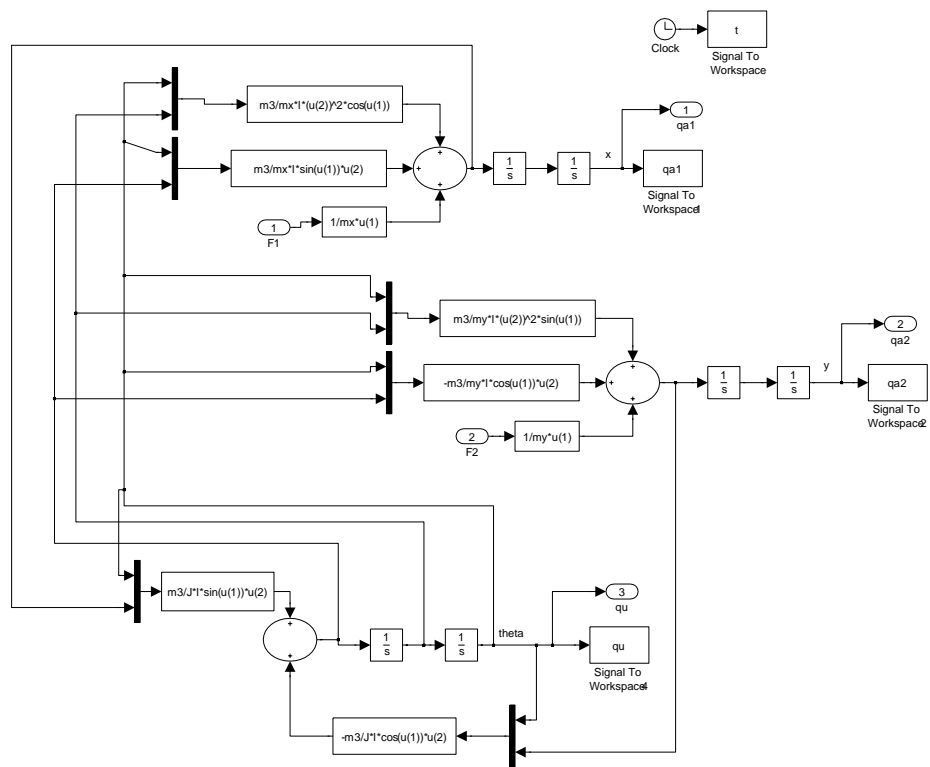 t
Clock
Signal To
Workspace
m3/mx*l*(u(2))^2*cos(u(1))
1
qa1
m3/mx*l*sin(u(1))*u(2)
+
+
+
1
s
1
s
x
qa1
Signal To
Workspace1
1
F1
1/mx*u(1)
m3/my*l*(u(2))^2*sin(u(1))
2
qa2
-m3/my*l*cos(u(1))*u(2)
+
+
+
1
s
1
s
y
qa2
Signal To
Workspace2
2
F2
1/my*u(1)
m3/J*l*sin(u(1))*u(2)
3
qu
+
+
1
s
1
s
theta
qu
Signal To
Workspace4
-m3/J*l*cos(u(1))*u(2)